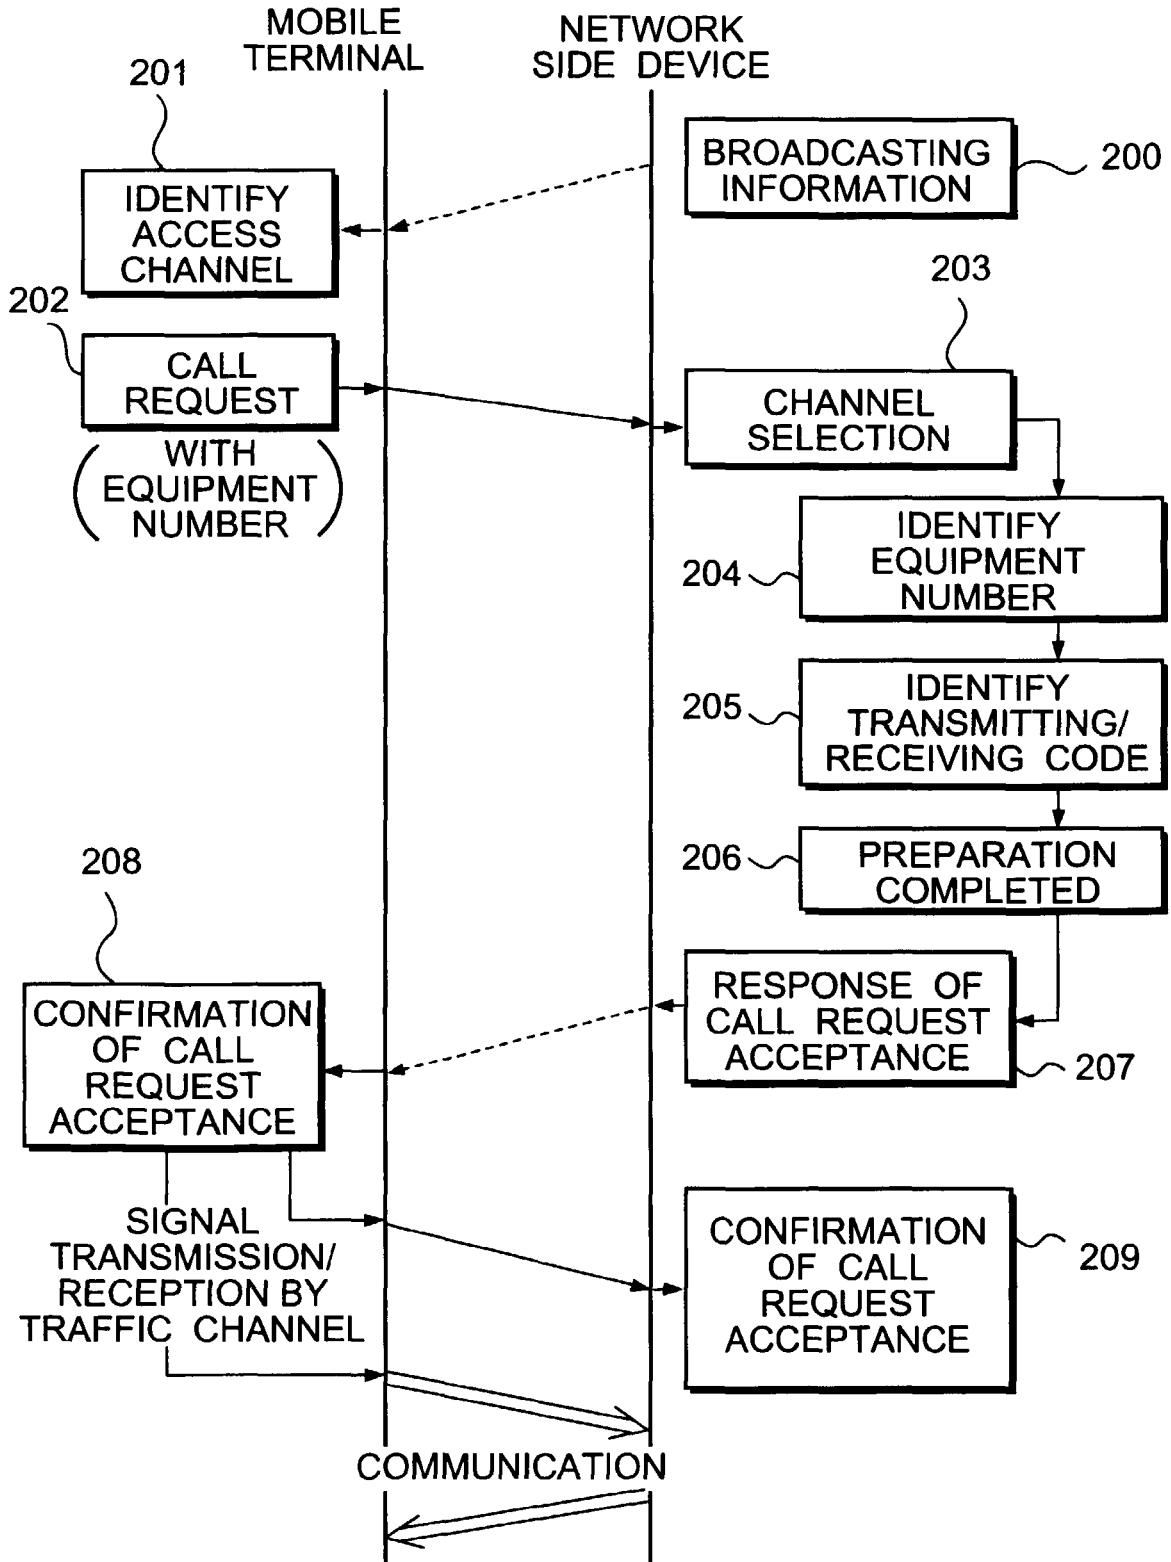 MOBILE
TERMINAL
NETWORK
SIDE DEVICE
201
BROADCASTING
INFORMATION
200
IDENTIFY
ACCESS
CHANNEL
202
203
CALL
REQUEST
(WITH
EQUIPMENT
NUMBER)
CHANNEL
SELECTION
204
IDENTIFY
EQUIPMENT
NUMBER
205
IDENTIFY
TRANSMITTING/
RECEIVING CODE
206
PREPARATION
COMPLETED
208
RESPONSE OF
CALL REQUEST
ACCEPTANCE
207
CONFIRMATION
OF CALL
REQUEST
ACCEPTANCE
SIGNAL
TRANSMISSION/
RECEPTION BY
TRAFFIC CHANNEL
CONFIRMATION
OF CALL
REQUEST
ACCEPTANCE
209
COMMUNICATION